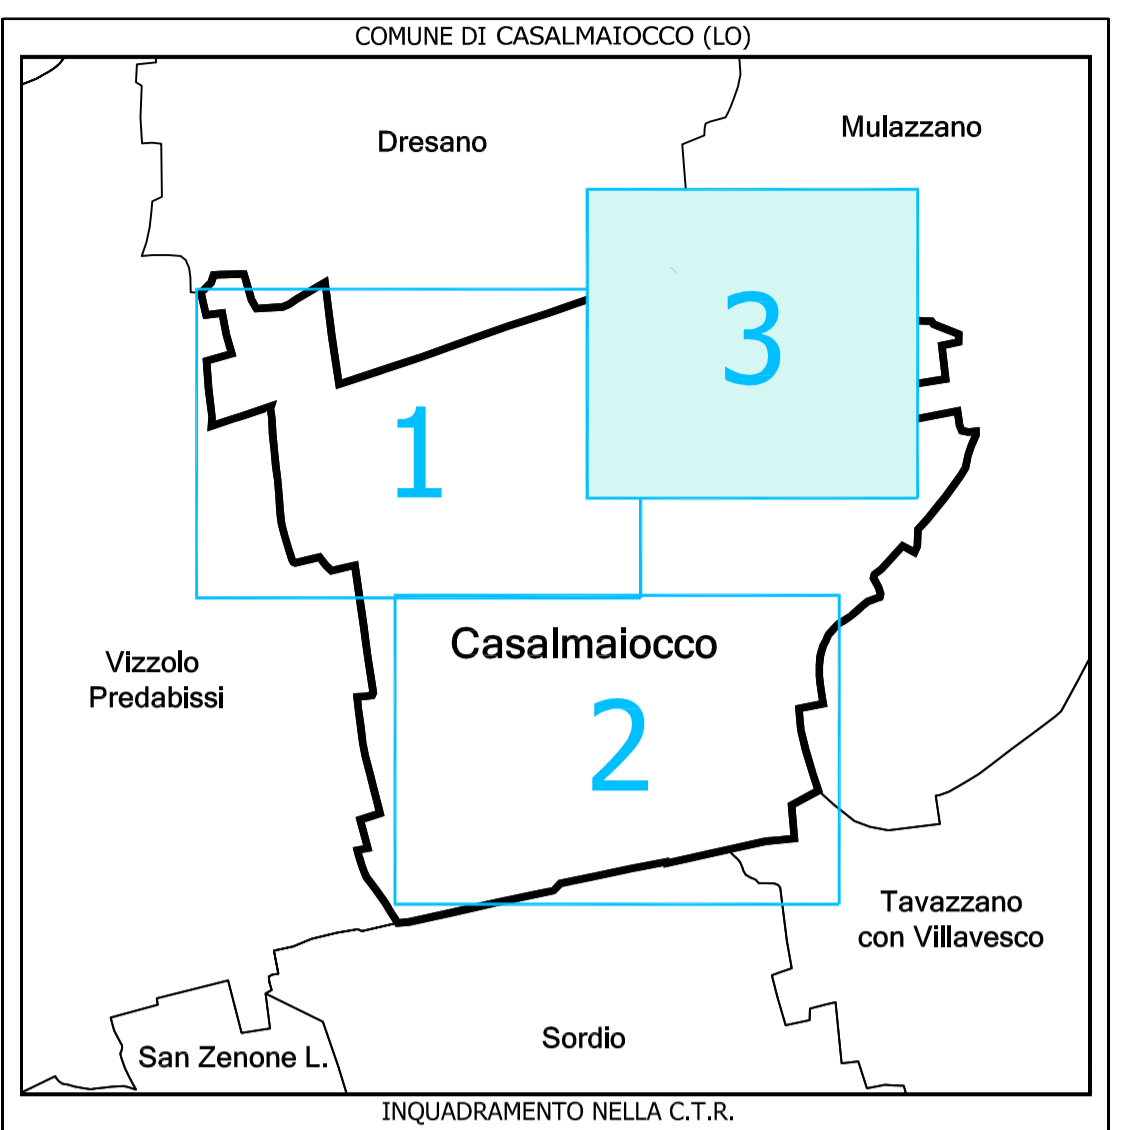 COMUNE DI CASALMAIOCCO (LO)
Dresano
Mulazzano
3
1
Casalmaiocco
Vizzolo
Predabissi
2
Tavazzano
con Villavesco
Sordio
San Zenone L.
INQUADRAMENTO NELLA C.T.R.